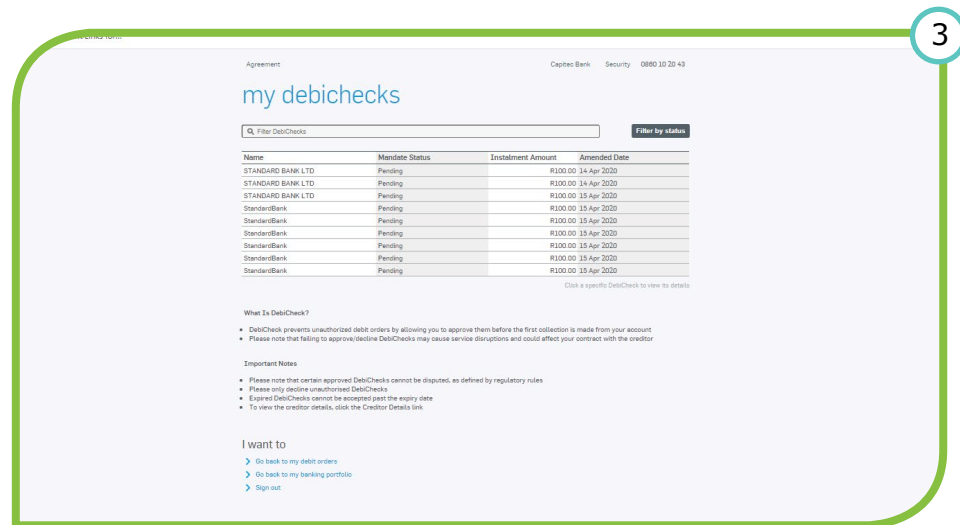 3
Agreement Capitec Bank Security 0860 10 20 43
my debichecks
Filter DebiChecks Filter by status
Name Mandate Status Instalment Amount Amended Date
STANDARD BANK LTD Pending R100.00 14 Apr 2020
STANDARD BANK LTD Pending R100.00 14 Apr 2020
STANDARD BANK LTD Pending R100.00 15 Apr 2020
StandardBank Pending R100.00 15 Apr 2020
StandardBank Pending R100.00 15 Apr 2020
StandardBank Pending R100.00 15 Apr 2020
StandardBank Pending R100.00 15 Apr 2020
StandardBank Pending R100.00 15 Apr 2020
StandardBank Pending R100.00 15 Apr 2020
Click a specific DebiCheck to view its details
What Is DebiCheck?
DebiCheck prevents unauthorized debit orders by allowing you to approve them before the first collection is made from your account
Please note that failing to approve/decline DebiChecks may cause service disruptions and could affect your contract with the creditor
Important Notes
Please note that certain approved DebiChecks cannot be disputed, as defined by regulatory rules
Please only decline unauthorised DebiChecks
Expired DebiChecks cannot be accepted past the expiry date
To view the creditor details, click the Creditor Details link
I want to
Go back to my debit orders
Go back to my banking portfolio
Sign out